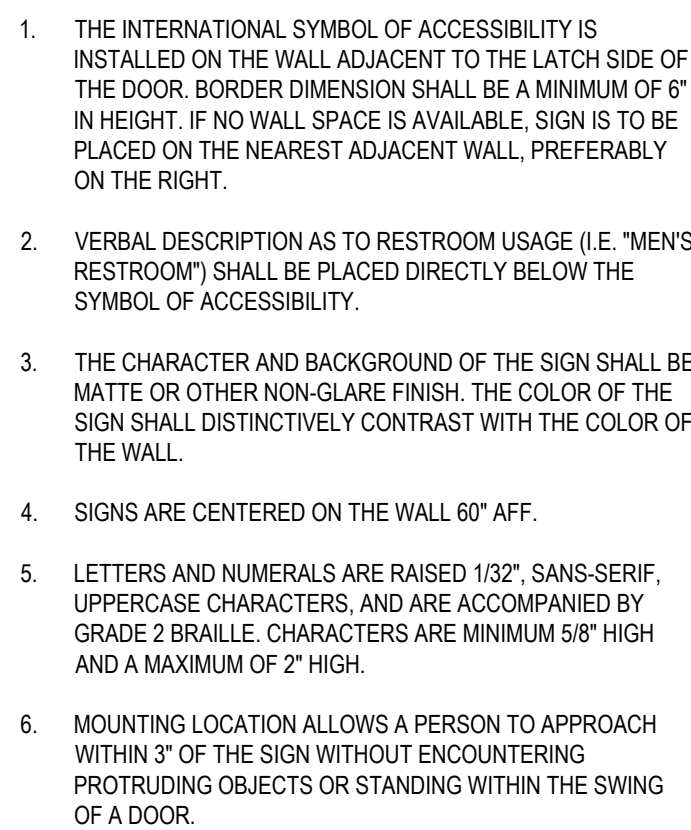 1. THE INTERNATIONAL SYMBOL OF ACCESSIBILITY IS
INSTALLED ON THE WALL ADJACENT TO THE LATCH SIDE OF
THE DOOR. BORDER DIMENSION SHALL BE A MINIMUM OF 6"
IN HEIGHT. IF NO WALL SPACE IS AVAILABLE, SIGN IS TO BE
PLACED ON THE NEAREST ADJACENT WALL, PREFERABLY
ON THE RIGHT.
2. VERBAL DESCRIPTION AS TO RESTROOM USAGE (I.E. "MEN'S
RESTROOM") SHALL BE PLACED DIRECTLY BELOW THE
SYMBOL OF ACCESSIBILITY.
3. THE CHARACTER AND BACKGROUND OF THE SIGN SHALL BE
MATTE OR OTHER NON-GLARE FINISH. THE COLOR OF THE
SIGN SHALL DISTINCTIVELY CONTRAST WITH THE COLOR OF
THE WALL.
4. SIGNS ARE CENTERED ON THE WALL 60" AFF.
5. LETTERS AND NUMERALS ARE RAISED 1/32", SANS-SERIF,
UPPERCASE CHARACTERS, AND ARE ACCOMPANIED BY
GRADE 2 BRAILLE. CHARACTERS ARE MINIMUM 5/8" HIGH
AND A MAXIMUM OF 2" HIGH.
6. MOUNTING LOCATION ALLOWS A PERSON TO APPROACH
WITHIN 3" OF THE SIGN WITHOUT ENCOUNTERING
PROTRUDING OBJECTS OR STANDING WITHIN THE SWING
OF A DOOR.